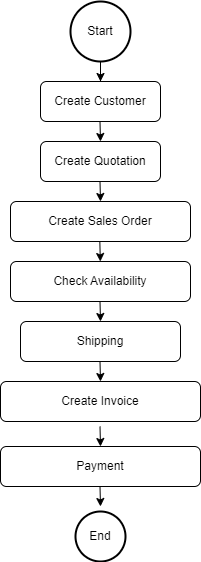 Start
Create Customer
Create Quotation
Create Sales Order
Check Availability
Shipping
Create Invoice
Payment
End